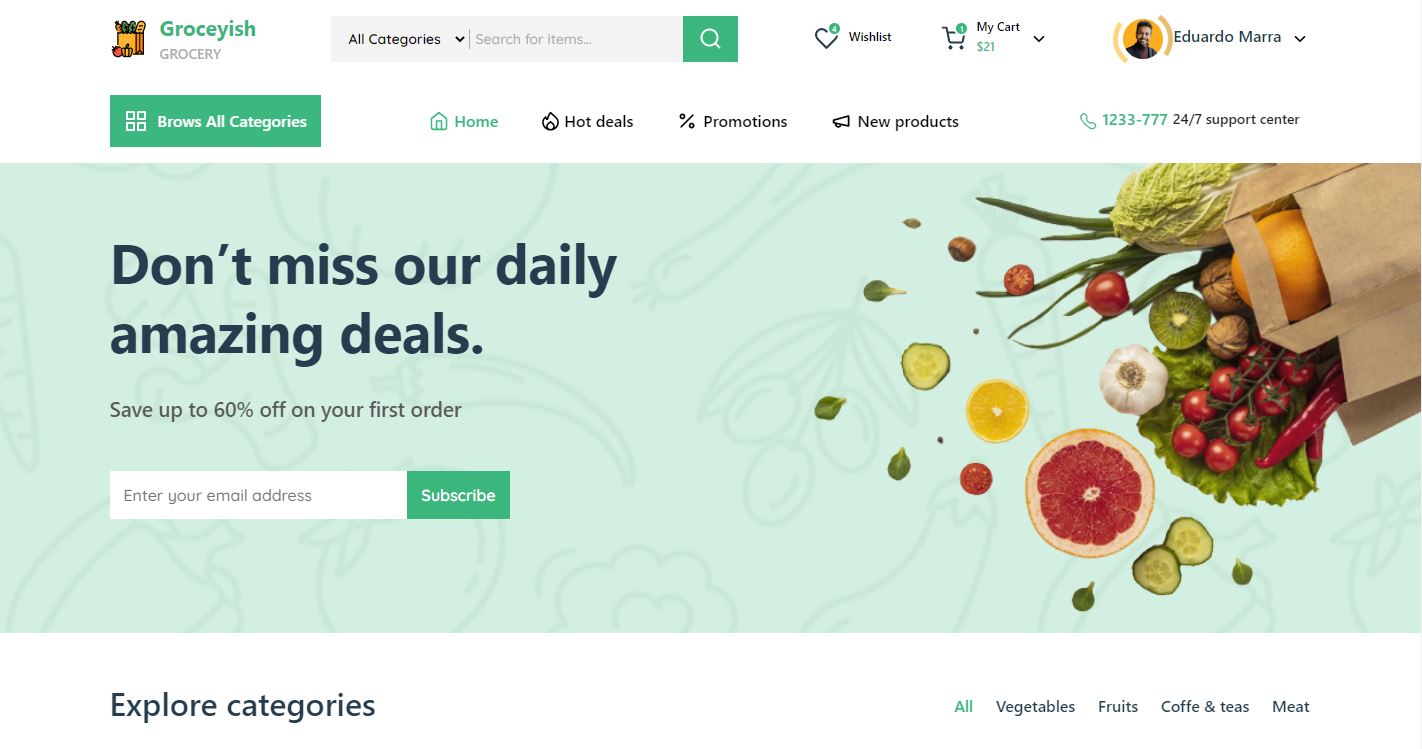 Groceyish
GROCERY
All Categories
Search for items...
4
Wishlist
1
My Cart
$21
Eduardo Marra
Brows All Categories
Home
Hot deals
Promotions
New products
1233-777 24/7 support center
Don’t miss our daily
amazing deals.
Save up to 60% off on your first order
Enter your email address
Subscribe
Explore categories
All
Vegetables
Fruits
Coffe & teas
Meat